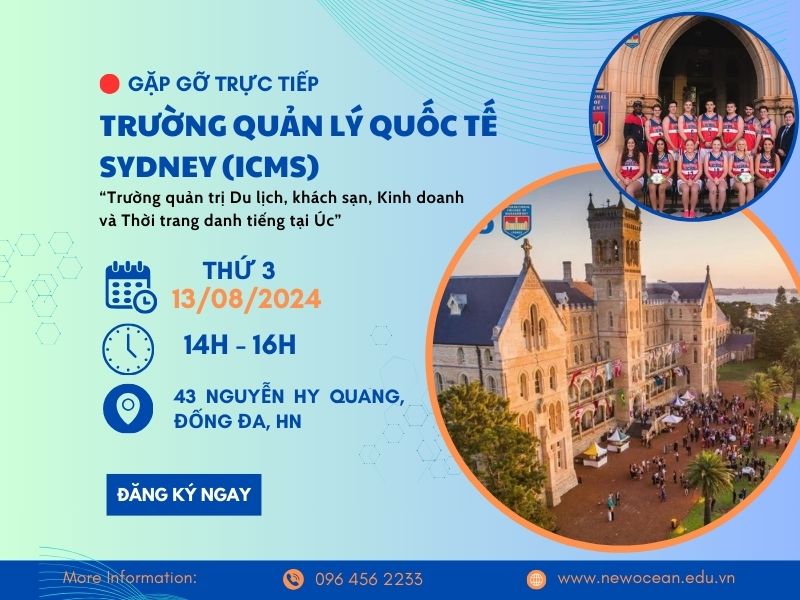 GẶP GỠ TRỰC TIẾP
TRƯỜNG QUẢN LÝ QUỐC TẾ
SYDNEY (ICMS)
“Trường quản trị Du lịch, khách sạn, Kinh doanh
và Thời trang danh tiếng tại Úc”
THỨ 3
13/08/2024
14H - 16H
43 NGUYỄN HY QUANG,
ĐỐNG ĐA, HN
ĐĂNG KÝ NGAY
More Information:
096 456 2233
www.newocean.edu.vn